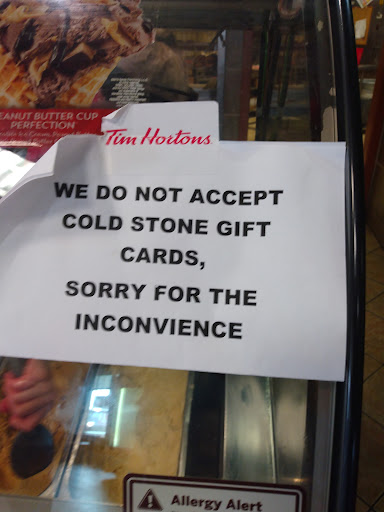 EANUT BUTTER CUP
PERFECTION
Tim Hortons
WE DO NOT ACCEPT
COLD STONE GIFT
CARDS,
SORRY FOR THE
INCONVIENCE
Allergy Alert